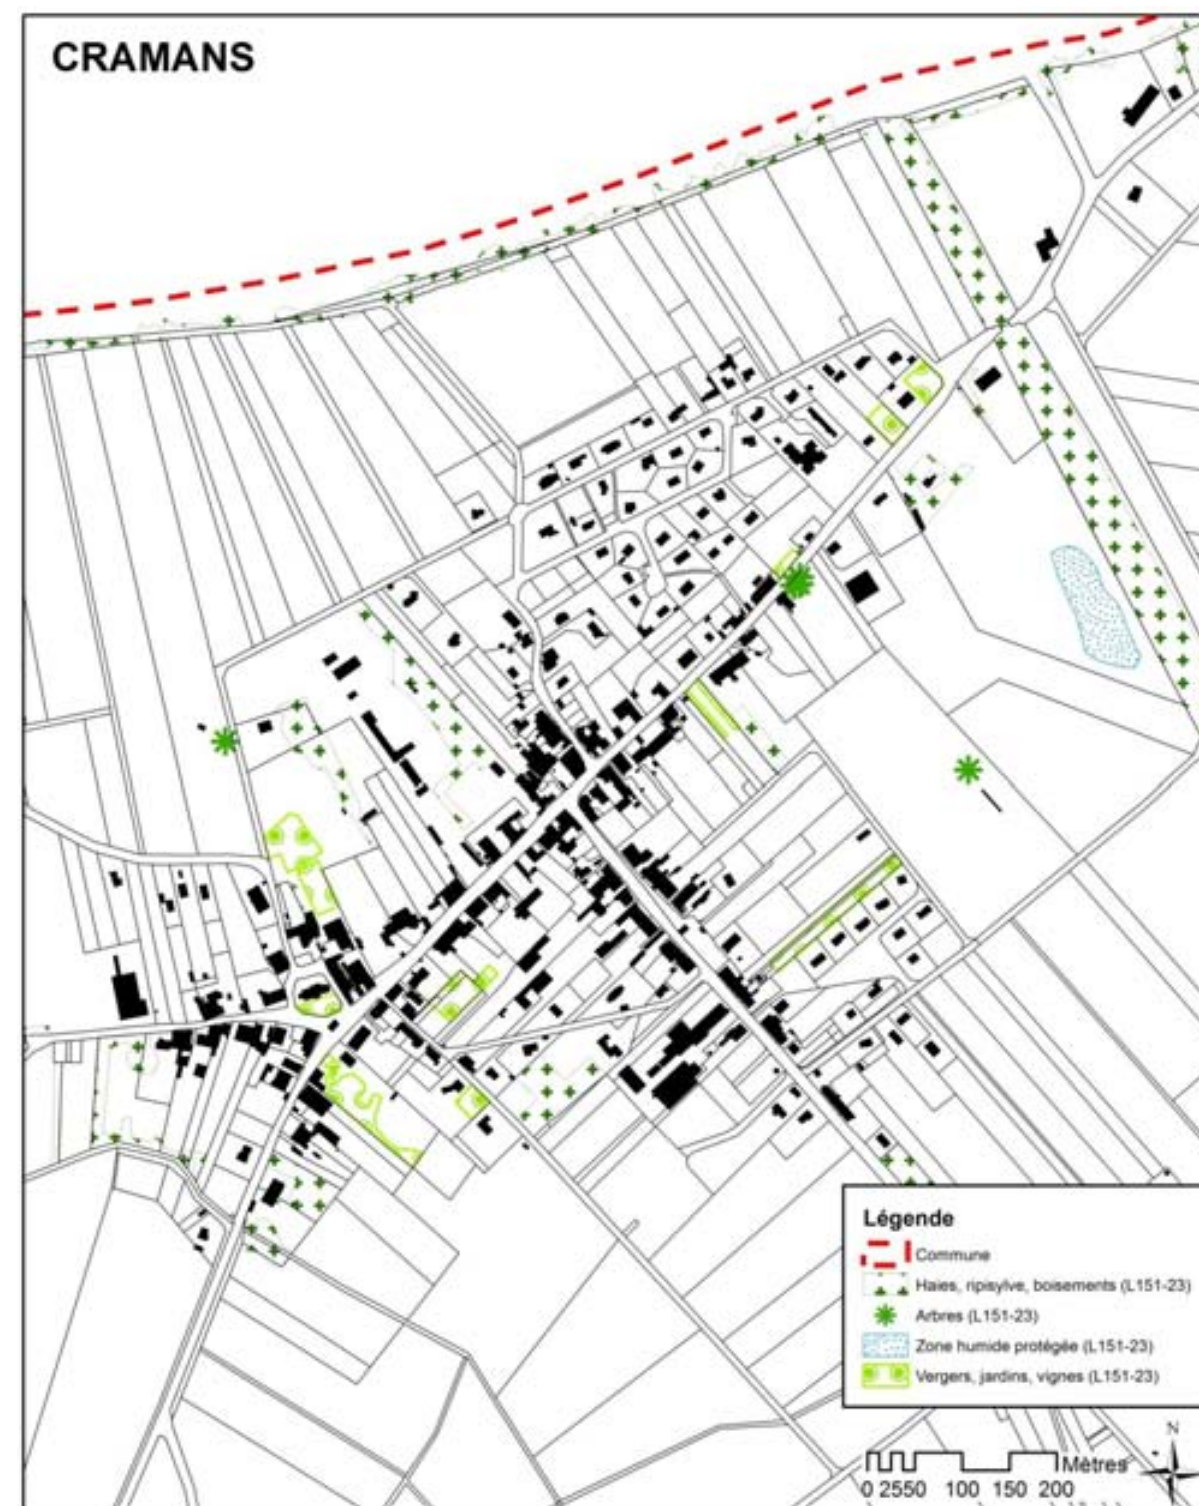 CRAMANS
Légende
Commune
Haies, ripisylve, boisements (L151-23)
Arbres (L151-23)
Zone humide protégée (L151-23)
Vergers, jardins, vignes (L151-23)
N
Mètres
0 2550 100 150 200